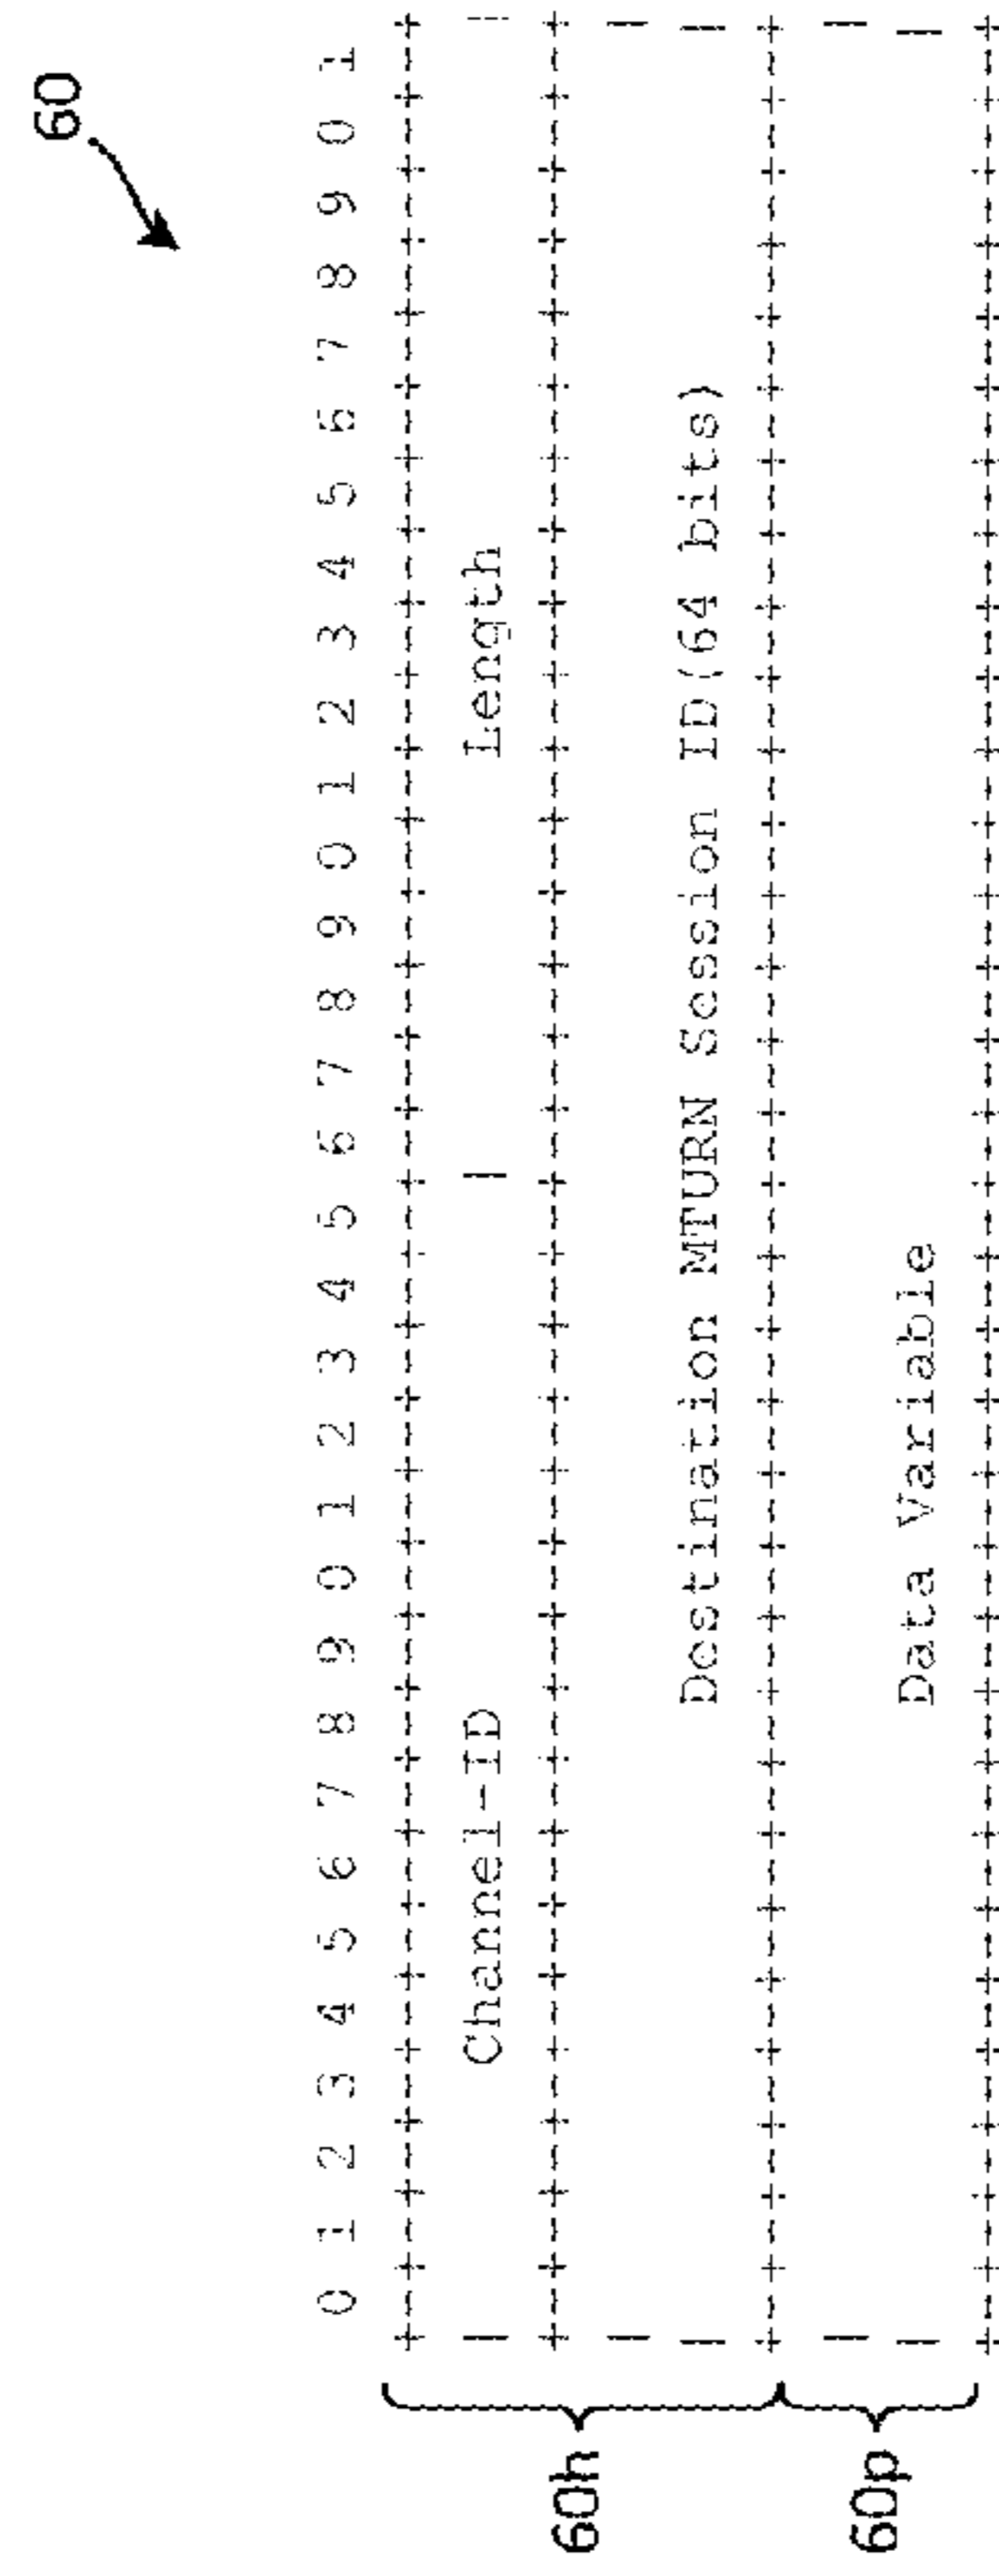 60
0 1 2 3 4 5 6 7 8 9 0 1 2 3 4 5 6 7 8 9 0 1 2 3 4 5 6 7 8 9 0 1
+-+-+-+-+-+-+-+-+-+-+-+-+-+-+-+-+-+-+-+-+-+-+-+-+-+-+-+-+-+-+-+-+
| Channel-ID | Length |
+-+-+-+-+-+-+-+-+-+-+-+-+-+-+-+-+-+-+-+-+-+-+-+-+-+-+-+-+-+-+-+-+
60h
| |
| Destination MTURN Session ID(64 bits) |
+-+-+-+-+-+-+-+-+-+-+-+-+-+-+-+-+-+-+-+-+-+-+-+-+-+-+-+-+-+-+-+-+
| |
60p
| Data Variable |
+-+-+-+-+-+-+-+-+-+-+-+-+-+-+-+-+-+-+-+-+-+-+-+-+-+-+-+-+-+-+-+-+